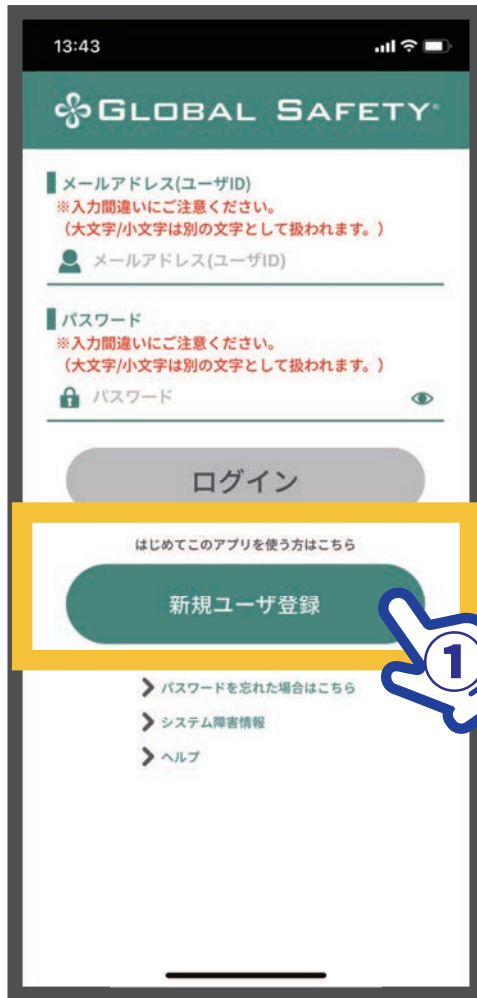 13:43
GLOBAL SAFETY
メールアドレス(ユーザID)
※入力間違いにご注意ください。
(大文字/小文字は別の文字として扱われます。)
メールアドレス(ユーザID)
パスワード
※入力間違いにご注意ください。
(大文字/小文字は別の文字として扱われます。)
パスワード
ログイン
はじめてこのアプリを使う方はこちら
新規ユーザ登録
1
パスワードを忘れた場合はこちら
システム障害情報
ヘルプ